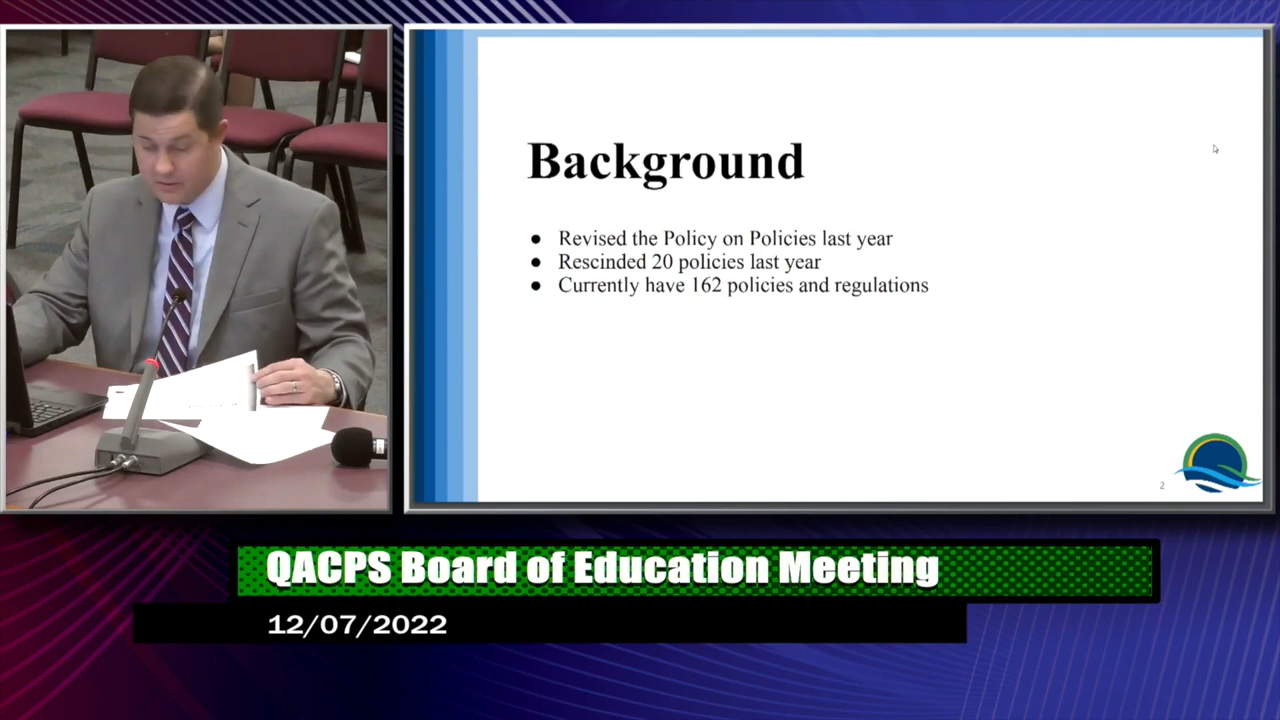 Background
● Revised the Policy on Policies last year
● Rescinded 20 policies last year
● Currently have 162 policies and regulations
2
QACPS Board of Education Meeting
12/07/2022